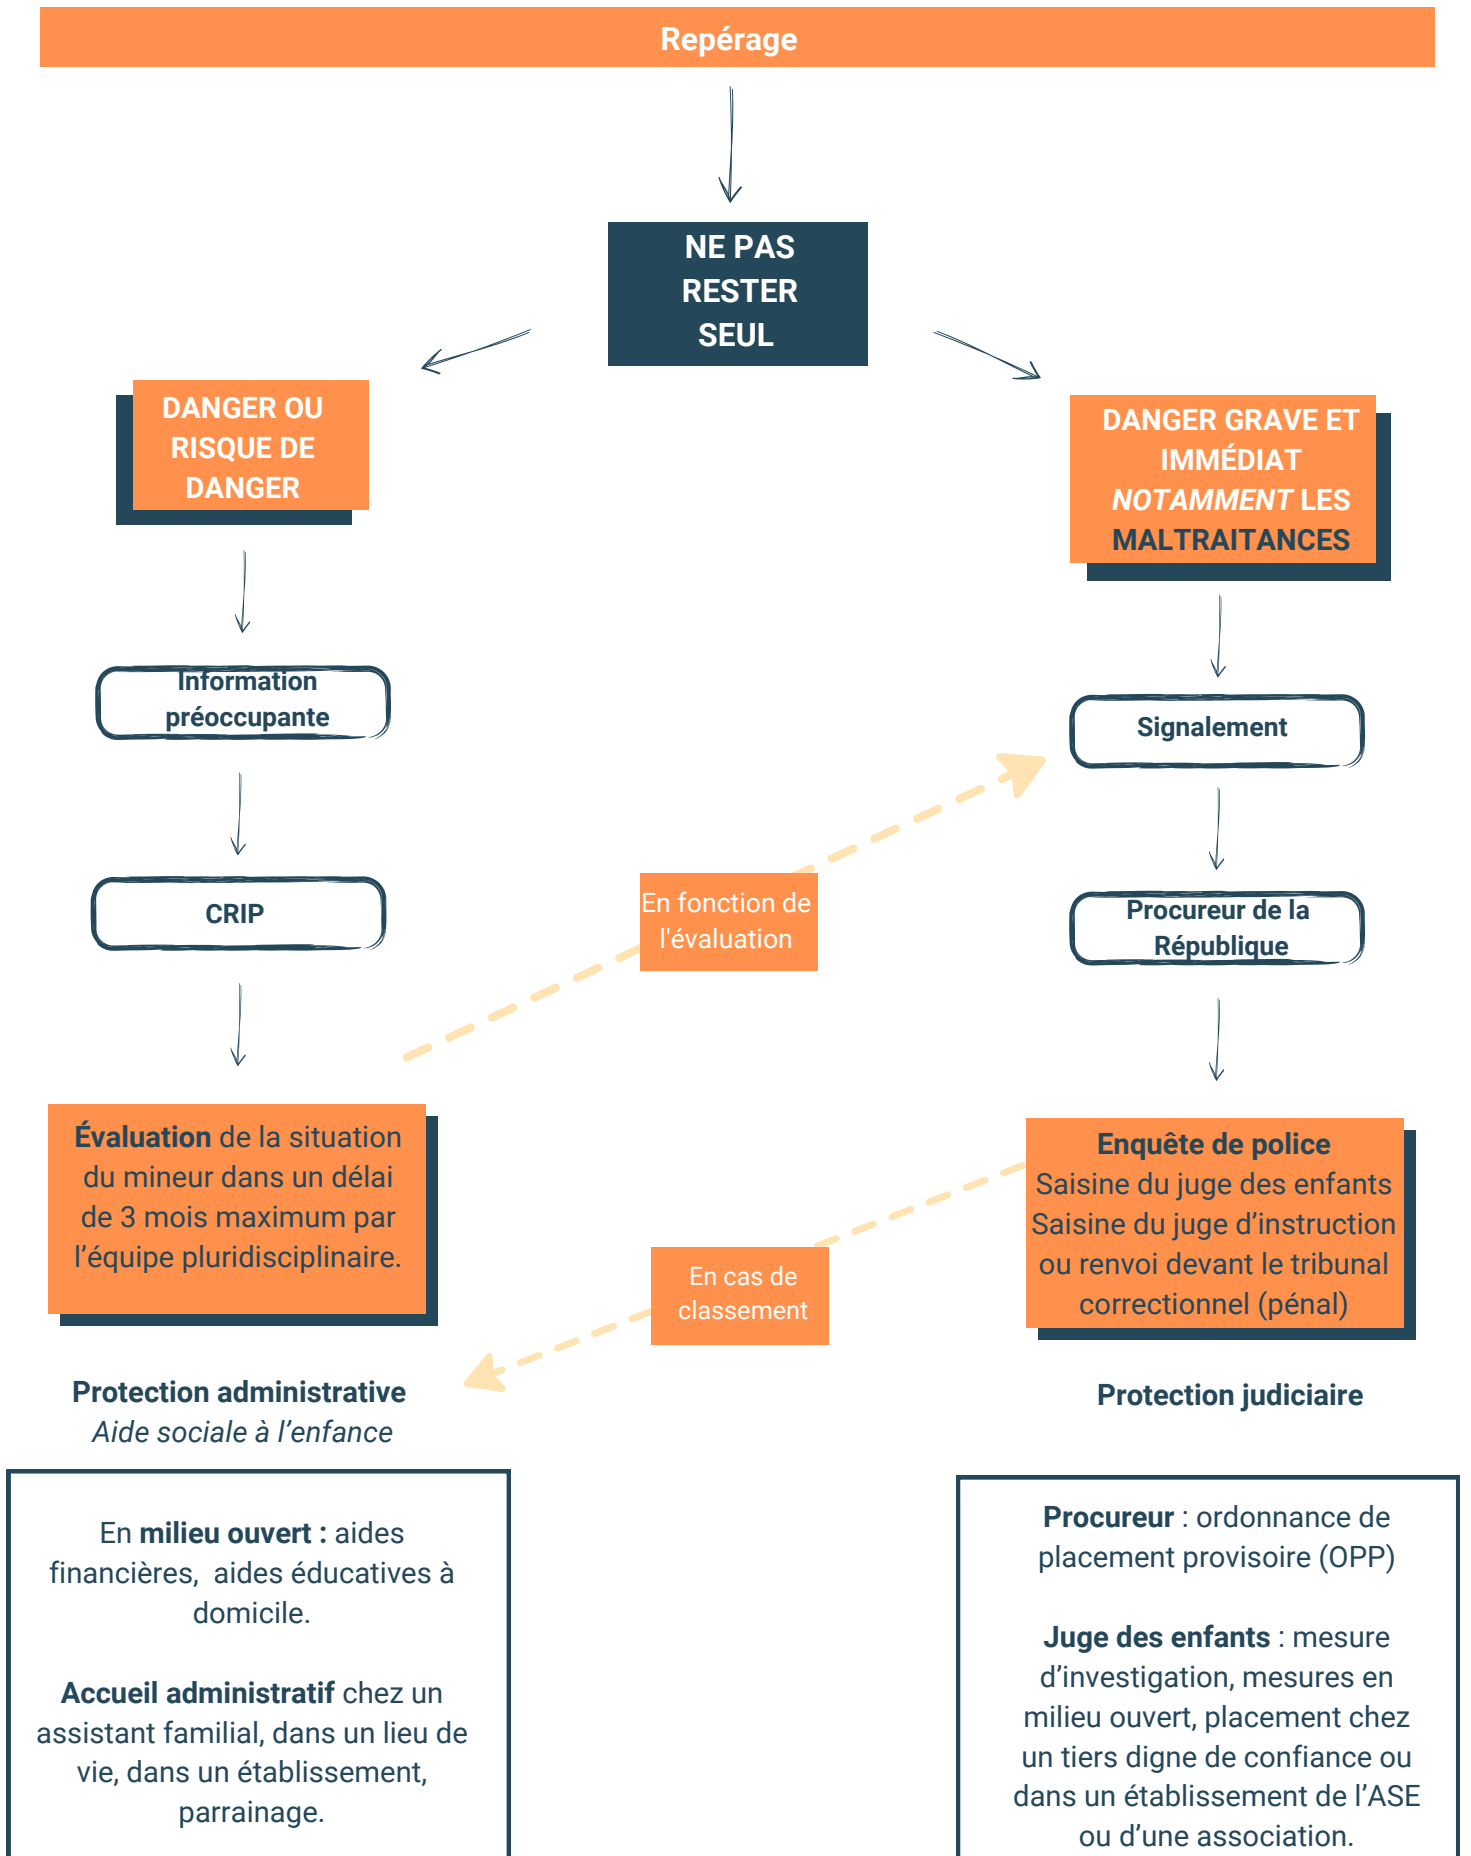 Repérage
NE PAS
RESTER
SEUL
DANGER OU
RISQUE DE
DANGER
Information
préoccupante
CRIP
Évaluation de la situation
du mineur dans un délai
de 3 mois maximum par
l'équipe pluridisciplinaire.
En fonction de
l'évaluation
En cas de
classement
DANGER GRAVE ET
IMMÉDIAT
NOTAMMENT LES
MALTRAITANCES
Signalement
Procureur de la
République
Enquête de police
Saisine du juge des enfants
Saisine du juge d’instruction
ou renvoi devant le tribunal
correctionnel (pénal)
Protection administrative
Aide sociale à l’enfance
En milieu ouvert : aides
financières, aides éducatives à
domicile.
Accueil administratif chez un
assistant familial, dans un lieu de
vie, dans un établissement,
parrainage.
Protection judiciaire
Procureur : ordonnance de
placement provisoire (OPP)
Juge des enfants : mesure
d’investigation, mesures en
milieu ouvert, placement chez
un tiers digne de confiance ou
dans un établissement de l’ASE
ou d’une association.